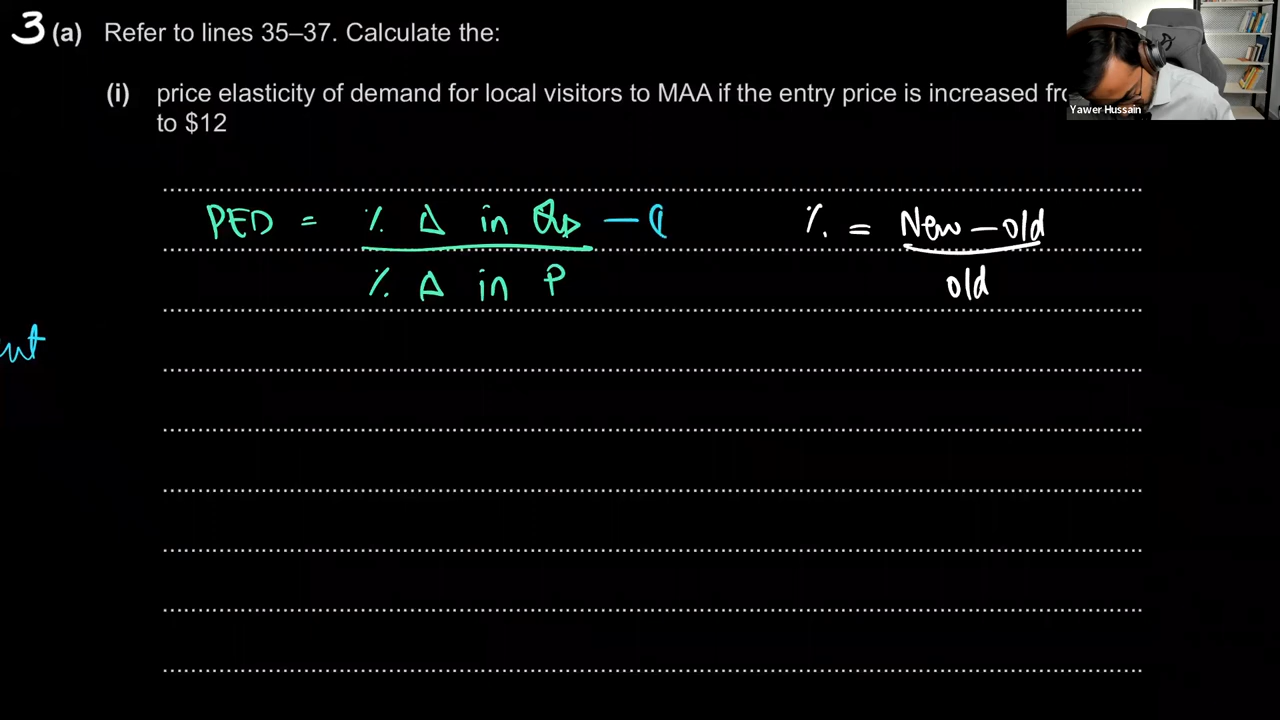 3 (a) Refer to lines 35–37. Calculate the:
(i) price elasticity of demand for local visitors to MAA if the entry price is increased
to $12
Yawer Hussain
PED = % Δ in QD — (
% Δ in P
% = New – old
old